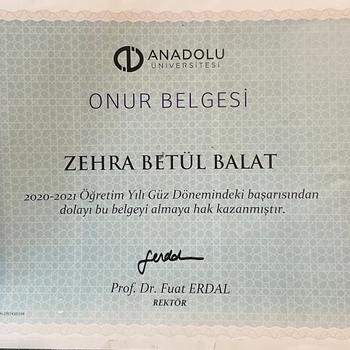 ANADOLU
ÜNİVERSİTESİ
ONUR BELGESİ
ZEHRA BETÜL BALAT
2020-2021 Öğretim Yılı Güz Dönemindeki başarısından
dolayı bu belgeyi almaya hak kazanmıştır.
Prof. Dr. Fuat ERDAL
REKTÖR